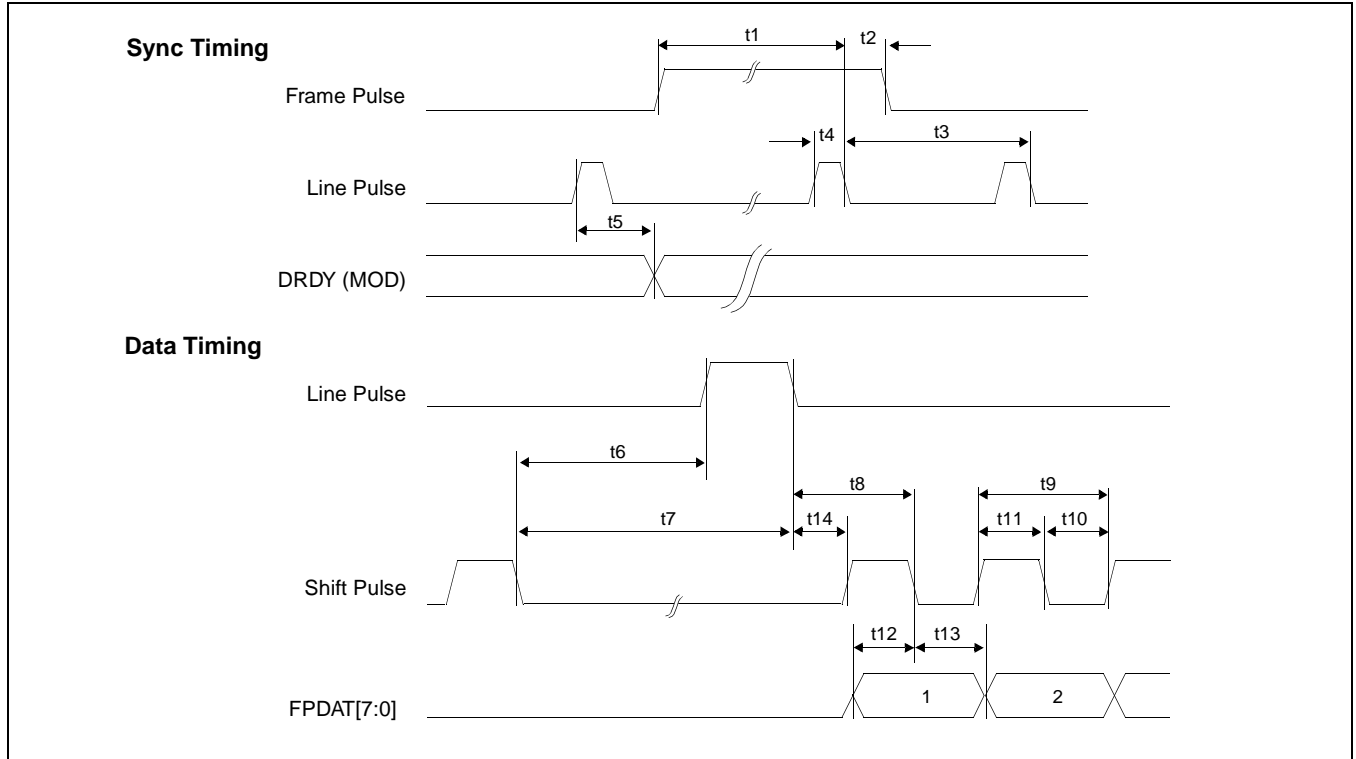 Sync Timing
t1
t2
Frame Pulse
t4
t3
Line Pulse
t5
DRDY (MOD)
Data Timing
Line Pulse
t6
t8
t9
t7
t14
t11
t10
Shift Pulse
t12
t13
FPDAT[7:0]
1
2